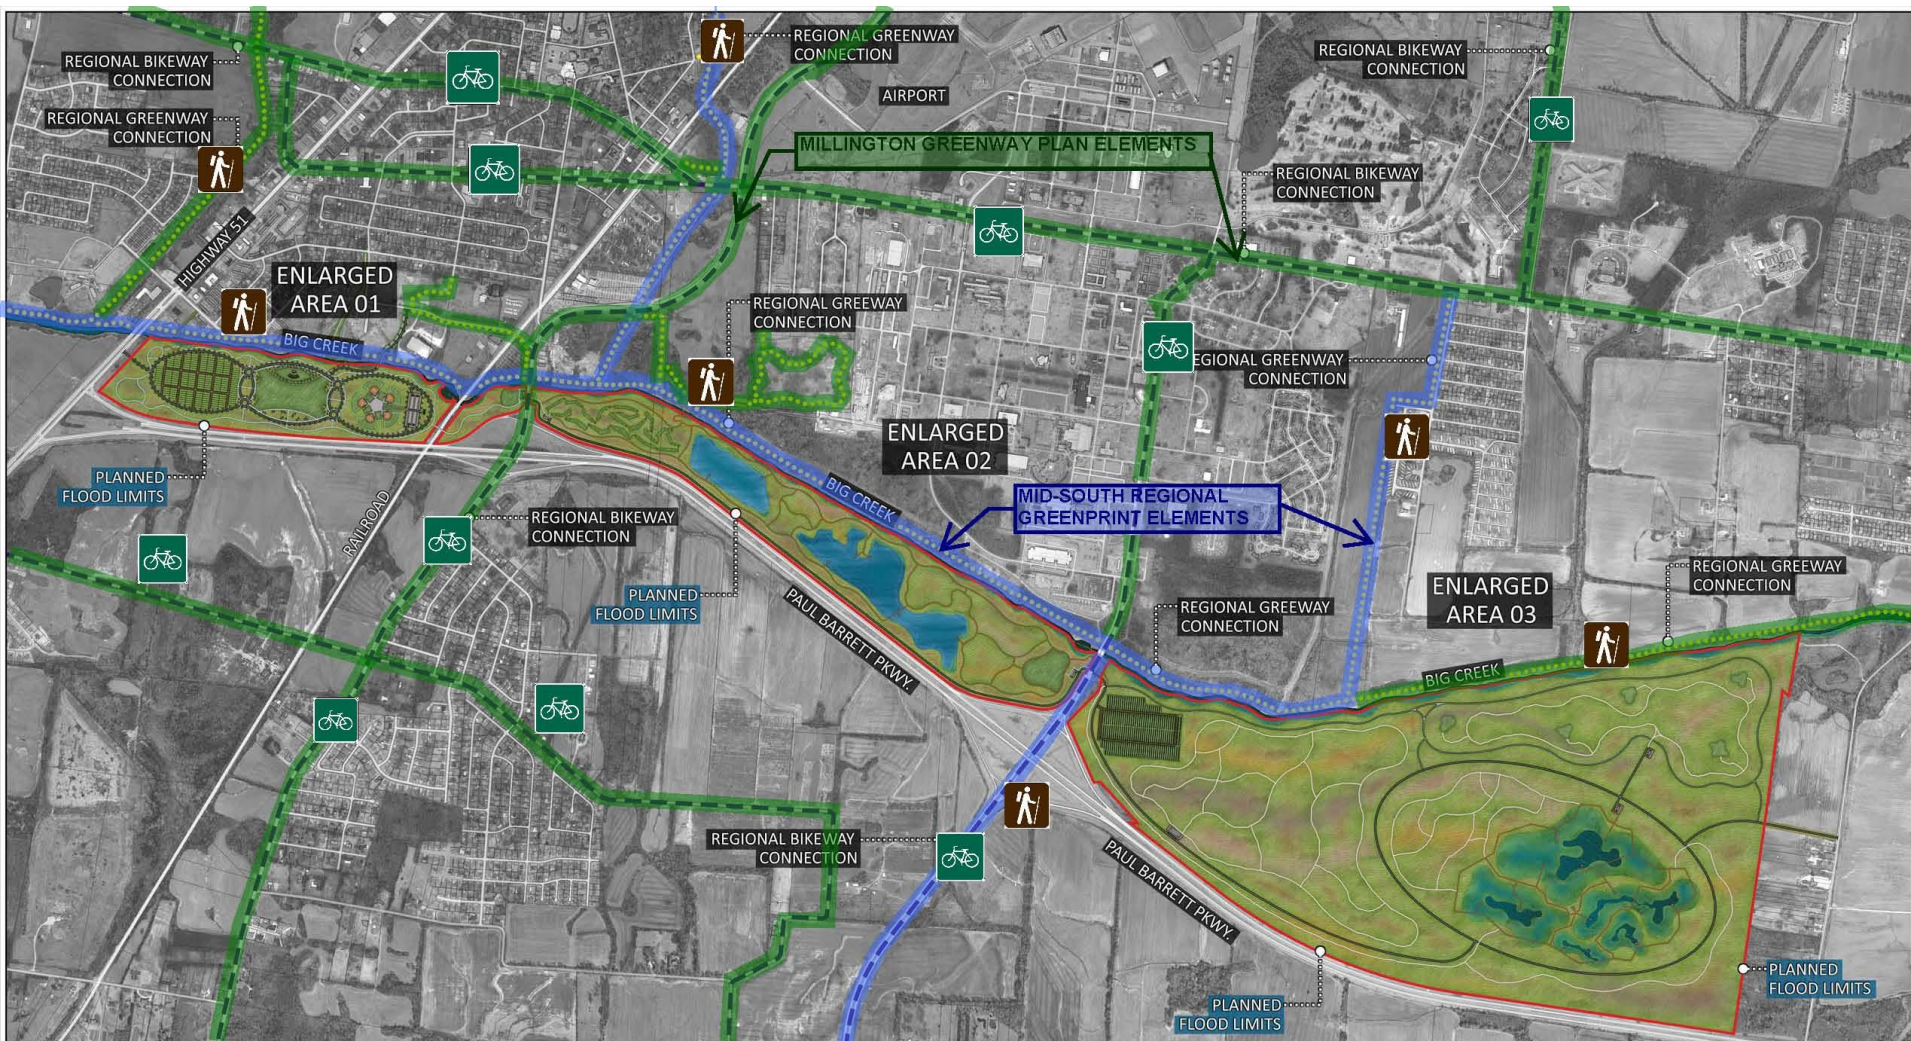 REGIONAL GREENWAY
CONNECTION
REGIONAL BIKEWAY
CONNECTION
REGIONAL BIKEWAY
CONNECTION
AIRPORT
REGIONAL GREENWAY
CONNECTION
MILLINGTON GREENWAY PLAN ELEMENTS
REGIONAL BIKEWAY
CONNECTION
HIGHWAY 51
ENLARGED
AREA 01
REGIONAL GREENWAY
CONNECTION
BIG CREEK
EGIONAL GREENWAY
CONNECTION
ENLARGED
AREA 02
PLANNED
FLOOD LIMITS
BIG CREEK
MID-SOUTH REGIONAL
GREENPRINT ELEMENTS
RAILROAD
REGIONAL BIKEWAY
CONNECTION
PLANNED
FLOOD LIMITS
PAUL BARRETT PKWY.
REGIONAL GREENWAY
CONNECTION
ENLARGED
AREA 03
REGIONAL GREEWAY
CONNECTION
BIG CREEK
REGIONAL BIKEWAY
CONNECTION
PAUL BARRETT PKWY.
PLANNED
FLOOD LIMITS
PLANNED
FLOOD LIMITS